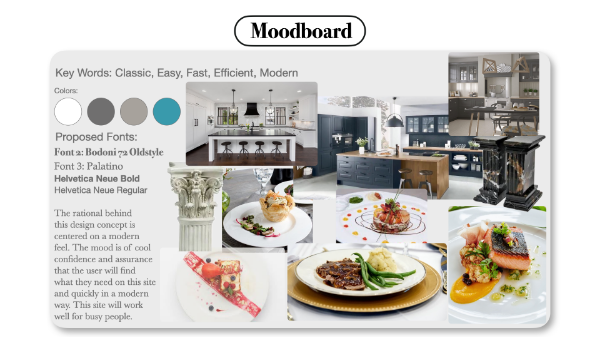 Moodboard
Key Words: Classic, Easy, Fast, Efficient, Modern
Colors:
Proposed Fonts:
Font 2: Bodoni 72 Oldstyle
Font 3: Palatino
Helvetica Neue Bold
Helvetica Neue Regular
The rational behind
this design concept is
centered on a modern
feel. The mood is of cool
confidence and assurance
that the user will find
what they need on this site
and quickly in a modern
way. This site will work
well for busy people.